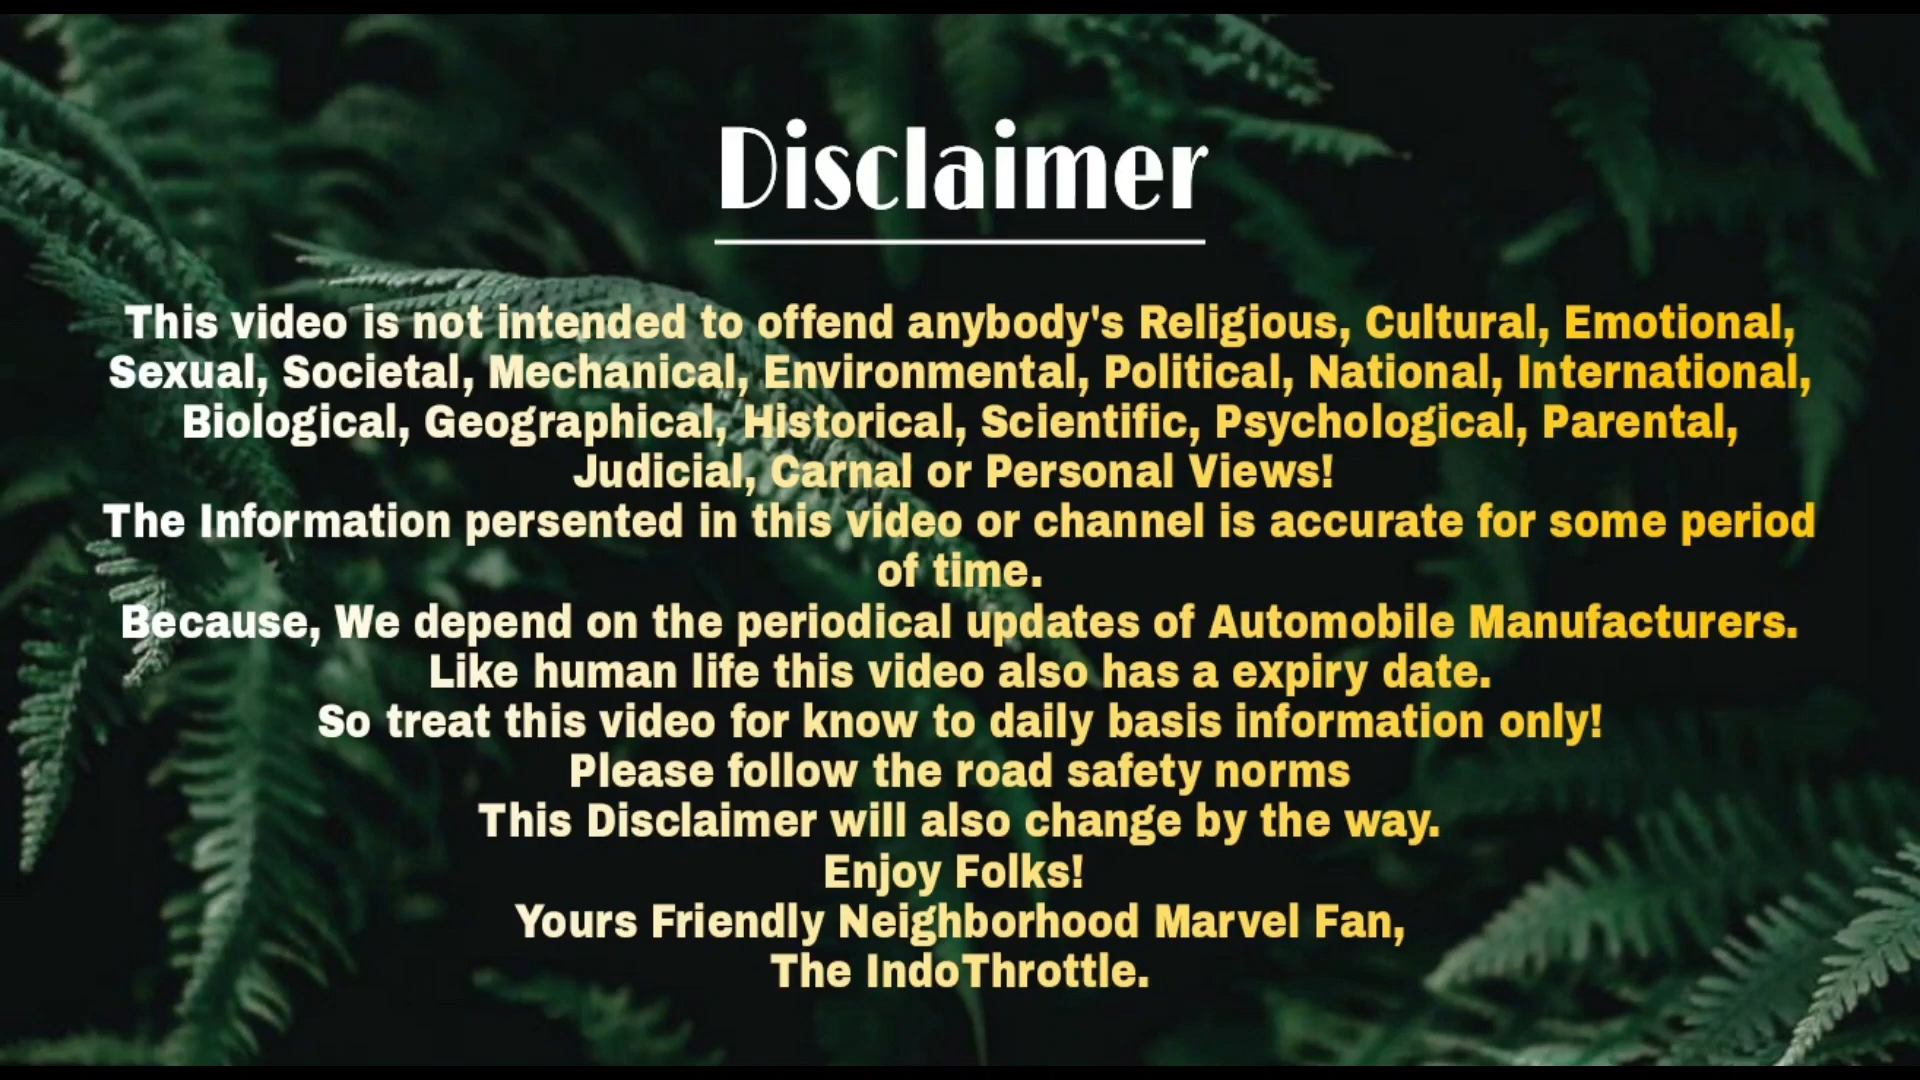 Disclaimer
This video is not intended to offend anybody's Religious, Cultural, Emotional,
Sexual, Societal, Mechanical, Environmental, Political, National, International,
Biological, Geographical, Historical, Scientific, Psychological, Parental,
Judicial, Carnal or Personal Views!
The Information persented in this video or channel is accurate for some period
of time.
Because, We depend on the periodical updates of Automobile Manufacturers.
Like human life this video also has a expiry date.
So treat this video for know to daily basis information only!
Please follow the road safety norms
This Disclaimer will also change by the way.
Enjoy Folks!
Yours Friendly Neighborhood Marvel Fan,
The IndoThrottle.